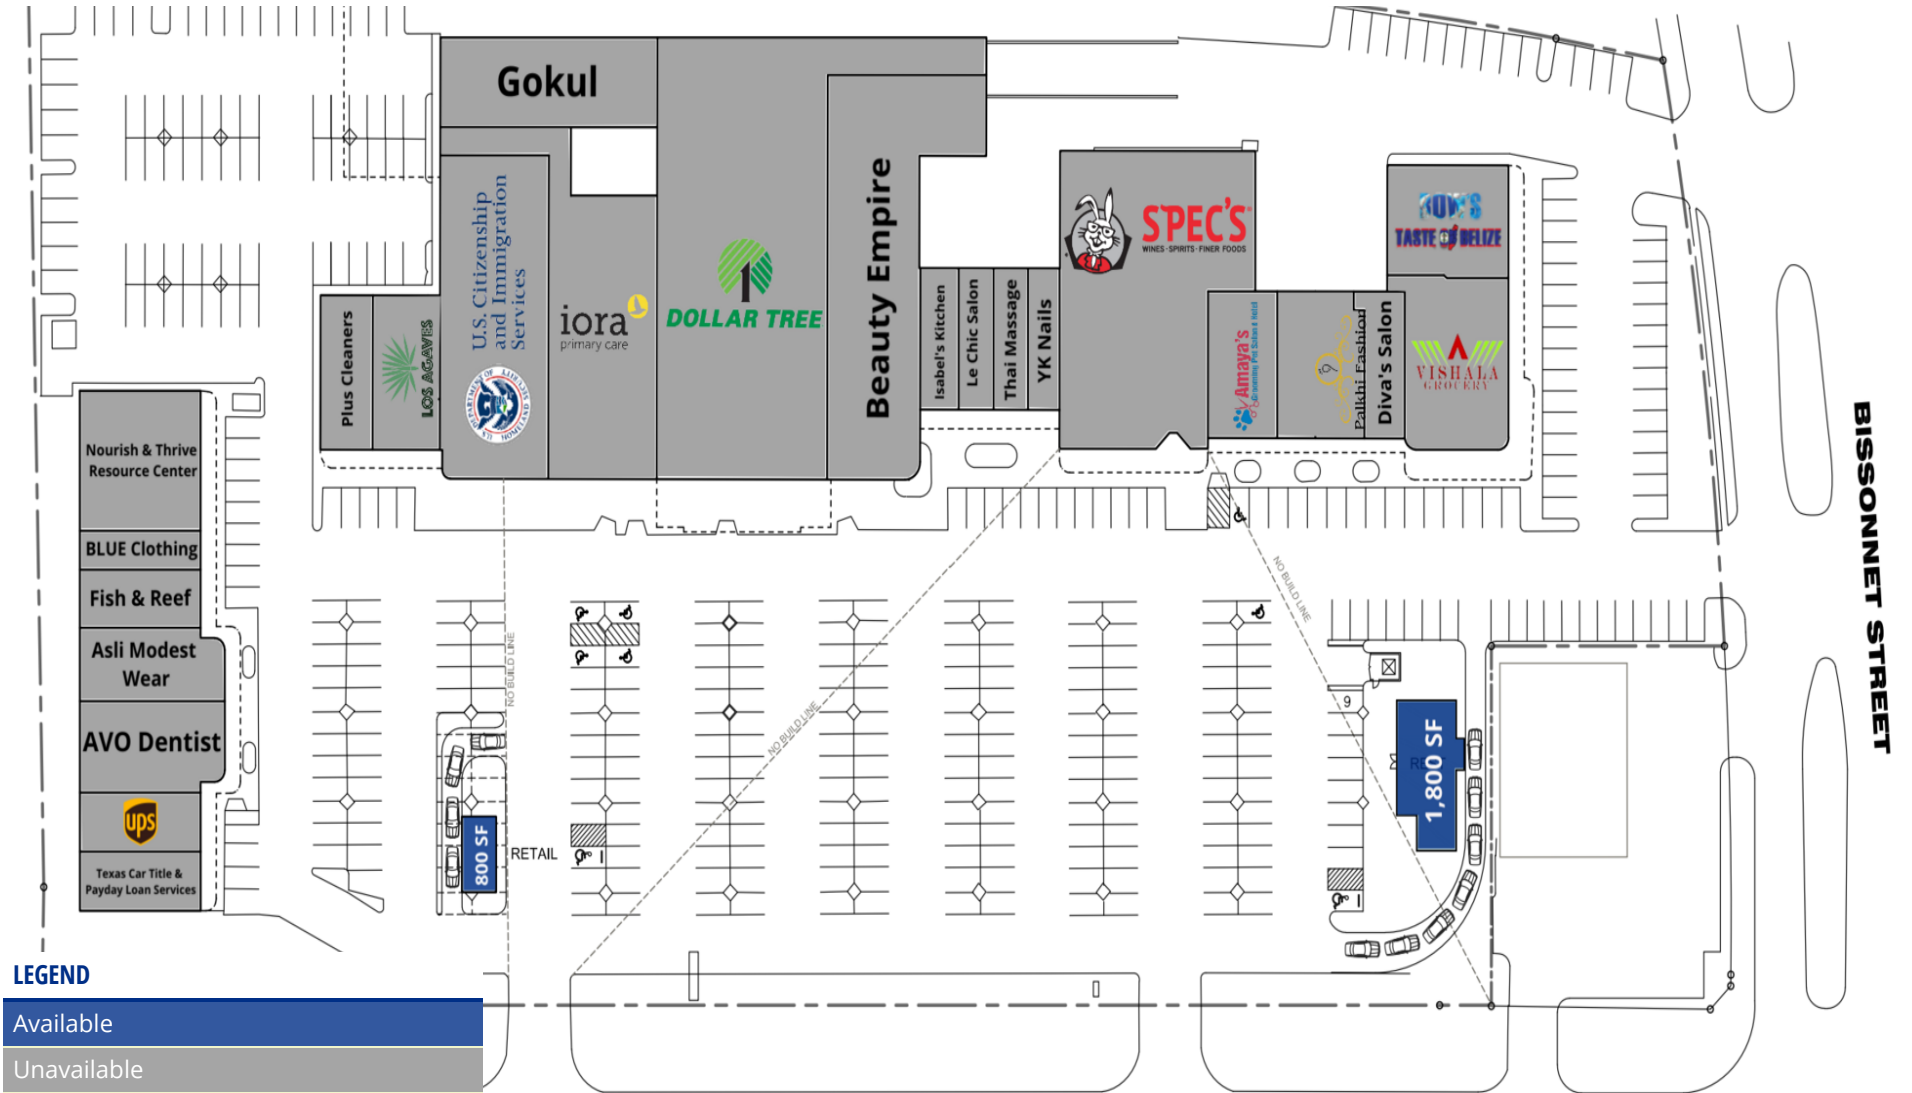 Gokul
U.S. Citizenship
and Immigration
Services
iora
primary care
DOLLAR TREE
Beauty Empire
Isabel's Kitchen
Le Chic Salon
Thai Massage
YK Nails
SPEC'S
WINES·SPIRITS·FINER FOODS
Amaya's
Grooming Pet Salon & Hotel
Palkhi Fashion
Diva's Salon
TASTE OF BELIZE
VISHALA
GROCERY
Plus Cleaners
LOS AGAVES
Nourish & Thrive
Resource Center
BLUE Clothing
Fish & Reef
Asli Modest
Wear
AVO Dentist
ups
Texas Car Title &
Payday Loan Services
NO BUILD LINE
NO BUILD LINE
NO BUILD LINE
800 SF
RETAIL
9
1,800 SF
BISSONNET STREET
LEGEND
Available
Unavailable